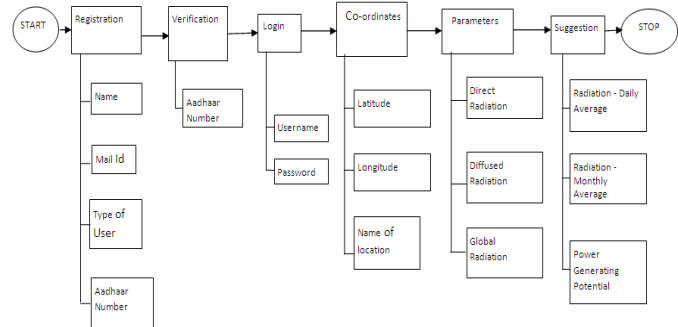 START
Registration
Verification
Login
Co-ordinates
Parameters
Suggestion
STOP
Name
Mail Id
Type of
User
Aadhaar
Number
Aadhaar
Number
Username
Password
Latitude
Longitude
Name of
location
Direct
Radiation
Diffused
Radiation
Global
Radiation
Radiation - Daily
Average
Radiation -
Monthly
Average
Power
Generating
Potential